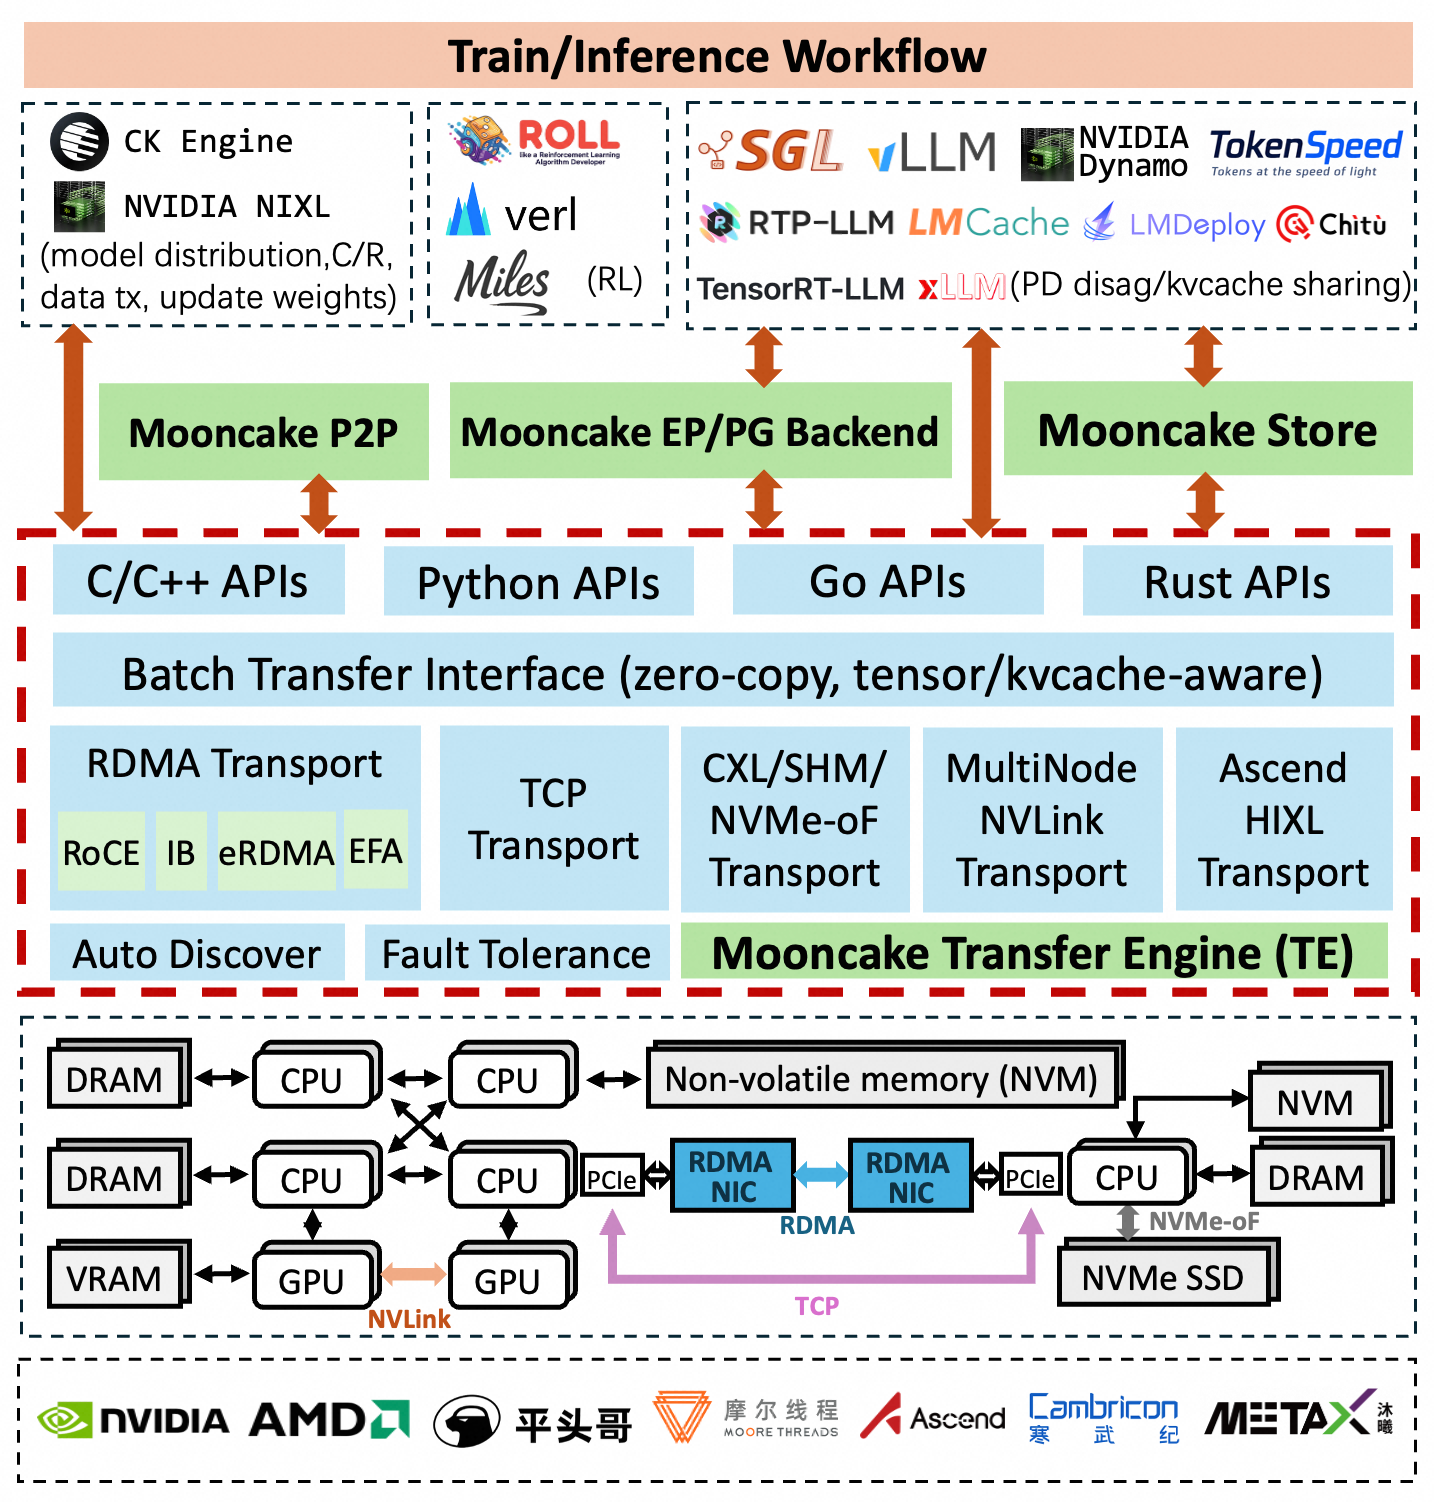 Train/Inference Workflow
CK Engine
NVIDIA NIXL
(model distribution,C/R,
data tx, update weights)
ROLL
like a Reinforcement Learning
Algorithm Developer
verl
Miles (RL)
SGL
vLLM
NVIDIA
Dynamo
TokenSpeed
Tokens at the speed of light
RTP-LLM
LMCache
LMDeploy
Chitù
TensorRT-LLM
xLLM
(PD disag/kvcache sharing)
Mooncake P2P
Mooncake EP/PG Backend
Mooncake Store
C/C++ APIs
Python APIs
Go APIs
Rust APIs
Batch Transfer Interface (zero-copy, tensor/kvcache-aware)
RDMA Transport
RoCE
IB
eRDMA
EFA
TCP
Transport
CXL/SHM/
NVMe-oF
Transport
MultiNode
NVLink
Transport
Ascend
HIXL
Transport
Auto Discover
Fault Tolerance
Mooncake Transfer Engine (TE)
DRAM
CPU
CPU
Non-volatile memory (NVM)
NVM
DRAM
CPU
CPU
PCIe
RDMA
NIC
RDMA
RDMA
NIC
PCIe
CPU
DRAM
NVMe-oF
VRAM
GPU
NVLink
GPU
TCP
NVMe SSD
NVIDIA
AMD
平头哥
摩尔线程
MOORE THREADS
Ascend
Cambricon
寒武纪
METAX
沐曦